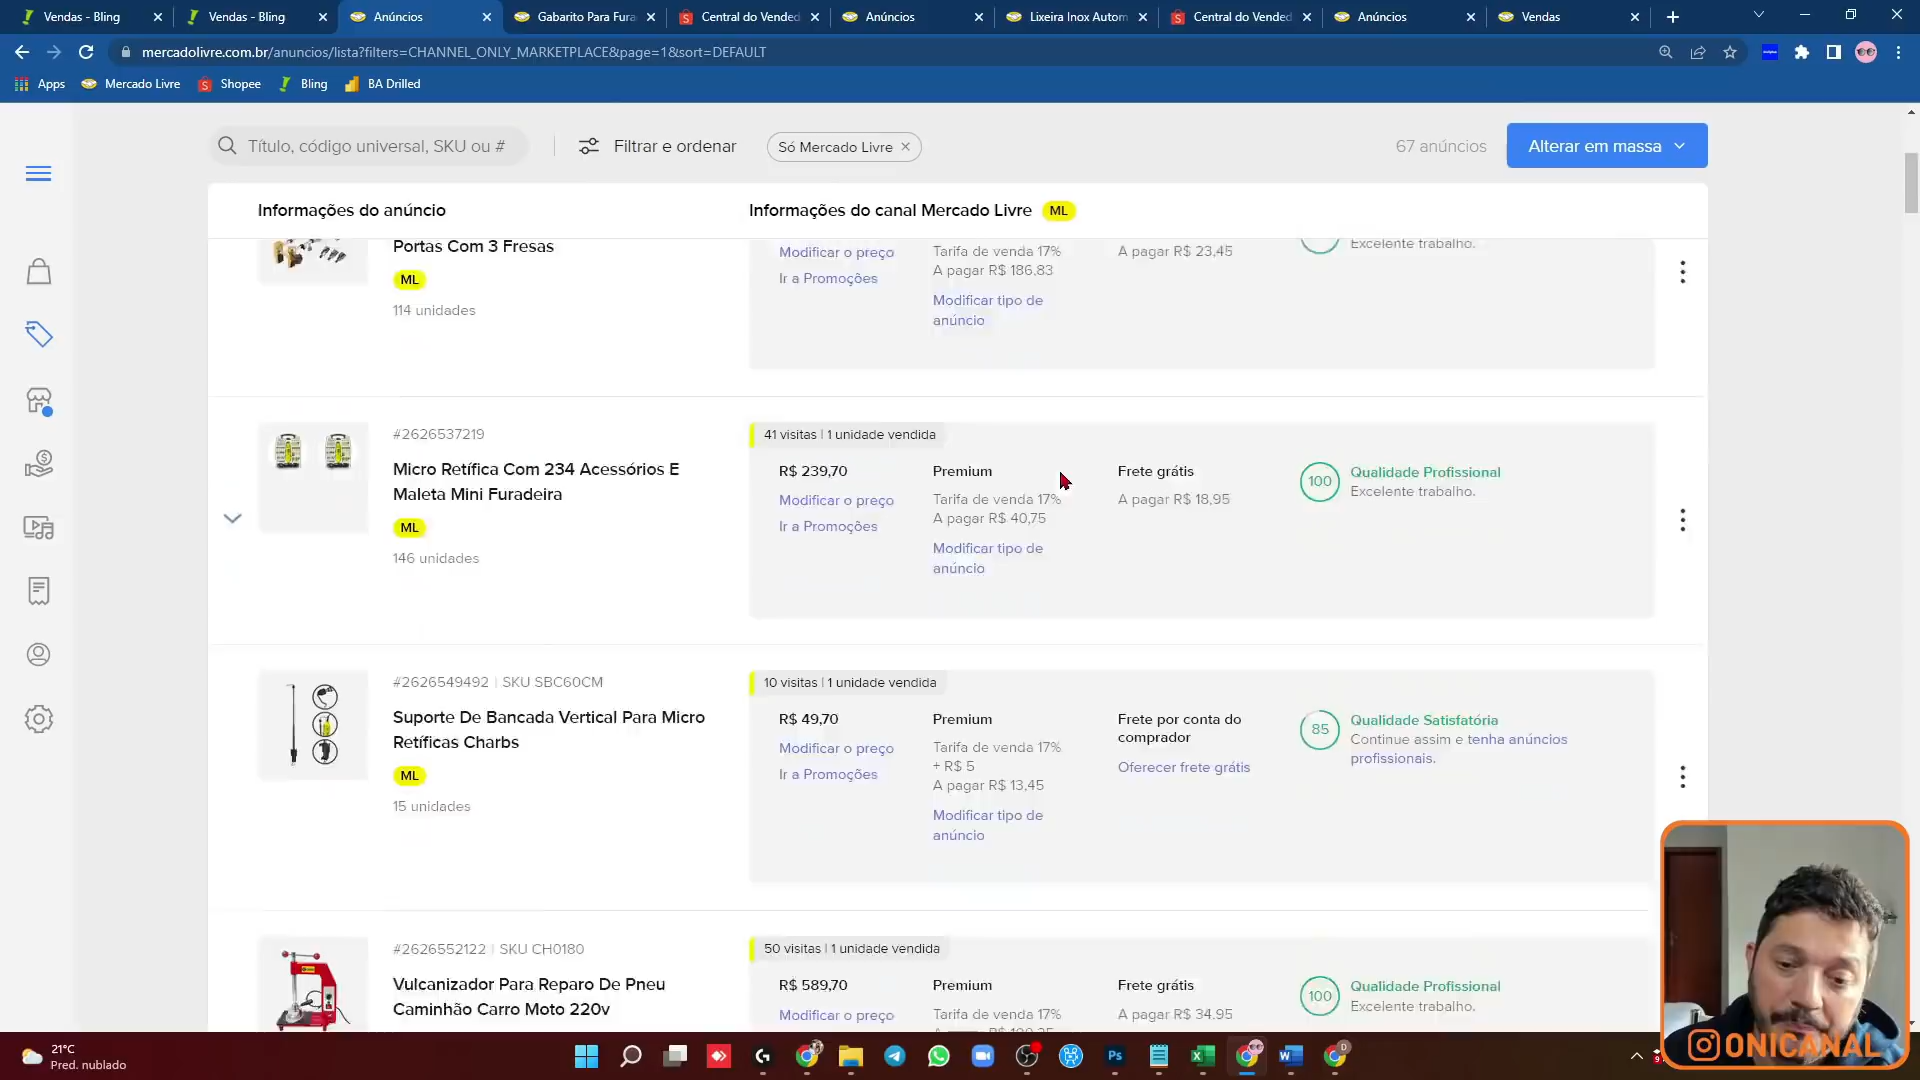 Vendas - Bling
Vendas - Bling
Anúncios
Gabarito Para Fura
Central do Vended
Anúncios
Lixeira Inox Autom
Central do Vended
Anúncios
Vendas
mercadolivre.com.br/anuncios/lista?filters=CHANNEL_ONLY_MARKETPLACE&page=1&sort=DEFAULT
Apps
Mercado Livre
Shopee
Bling
BA Drilled
Título, código universal, SKU ou #
Filtrar e ordenar
Só Mercado Livre
67 anúncios
Alterar em massa
Informações do anúncio
Informações do canal Mercado Livre ML
Portas Com 3 Fresas
ML
114 unidades
Modificar o preço
Ir a Promoções
Tarifa de venda 17%
A pagar R$ 186,83
Modificar tipo de
anúncio
A pagar R$ 23,45
Excelente trabalho.
#2626537219
Micro Retífica Com 234 Acessórios E
Maleta Mini Furadeira
ML
146 unidades
41 visitas | 1 unidade vendida
R$ 239,70
Modificar o preço
Ir a Promoções
Premium
Tarifa de venda 17%
A pagar R$ 40,75
Modificar tipo de
anúncio
Frete grátis
A pagar R$ 18,95
100
Qualidade Profissional
Excelente trabalho.
#2626549492 | SKU SBC60CM
Suporte De Bancada Vertical Para Micro
Retíficas Charbs
ML
15 unidades
10 visitas | 1 unidade vendida
R$ 49,70
Modificar o preço
Ir a Promoções
Premium
Tarifa de venda 17%
+ R$ 5
A pagar R$ 13,45
Modificar tipo de
anúncio
Frete por conta do
comprador
Oferecer frete grátis
85
Qualidade Satisfatória
Continue assim e tenha anúncios
profissionais.
#2626552122 | SKU CH0180
Vulcanizador Para Reparo De Pneu
Caminhão Carro Moto 220v
50 visitas | 1 unidade vendida
R$ 589,70
Modificar o preço
Premium
Tarifa de venda 17%
Frete grátis
A pagar R$ 34,95
100
Qualidade Profissional
Excelente trabalho.
21°C
Pred. nublado
Ps
ONICANAL